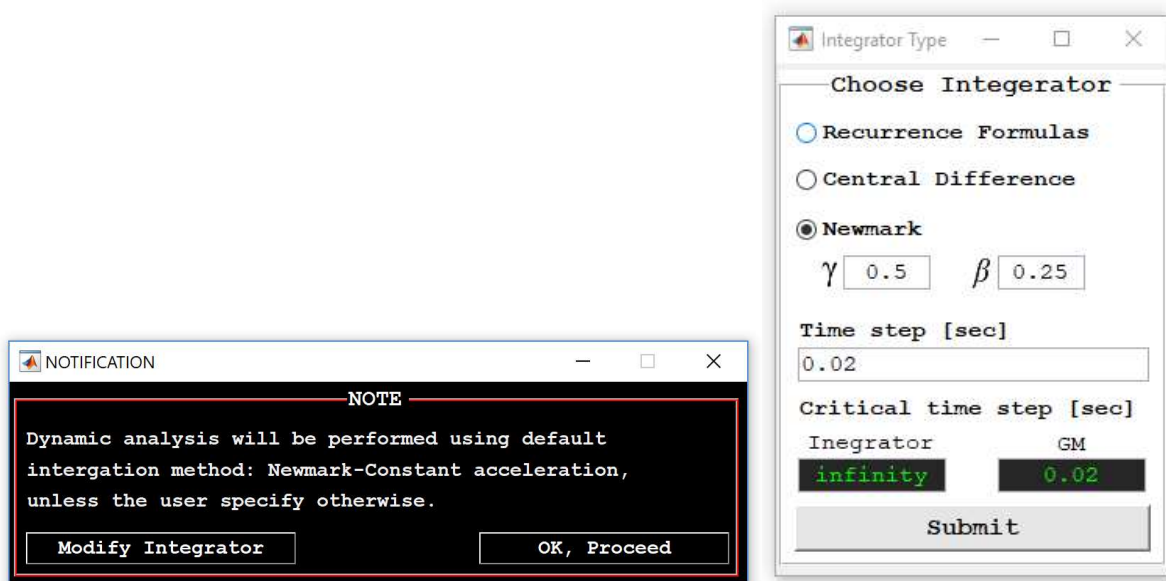 Integrator Type
Choose Integerator
Recurrence Formulas
Central Difference
Newmark
γ 0.5 β 0.25
Time step [sec]
0.02
Critical time step [sec]
Inegrator GM
infinity 0.02
Submit
NOTIFICATION
NOTE
Dynamic analysis will be performed using default
intergation method: Newmark-Constant acceleration,
unless the user specify otherwise.
Modify Integrator OK, Proceed